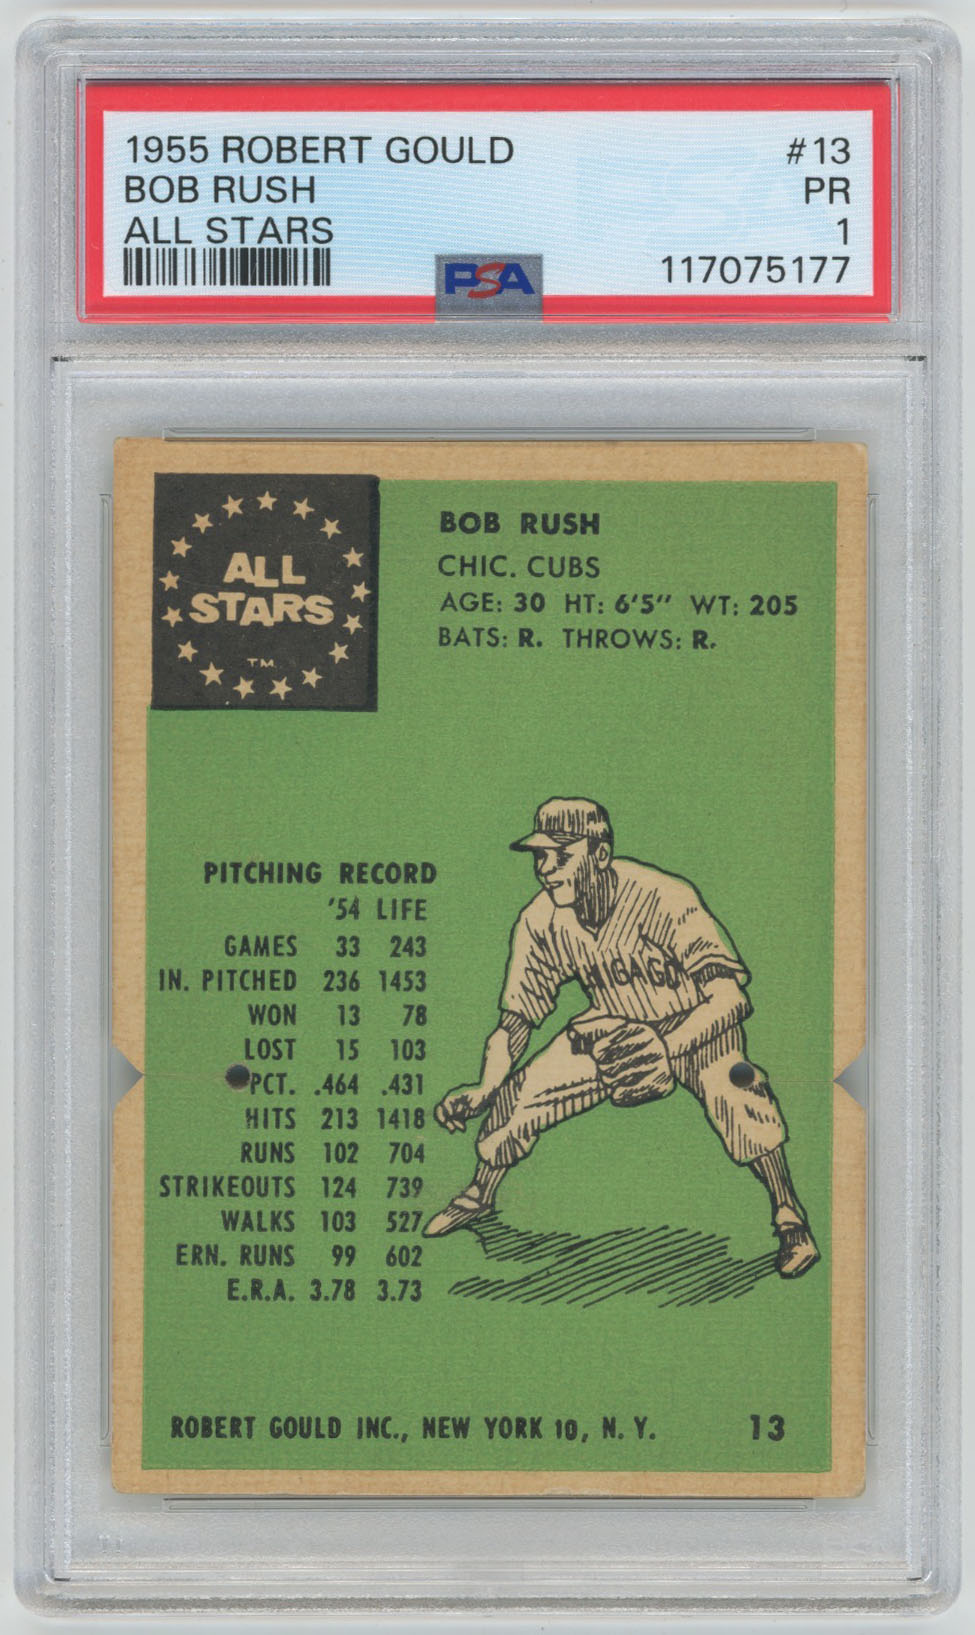 1955 ROBERT GOULD #13
BOB RUSH PR
ALL STARS 1
117075177
PSA
ALL
STARS
TM
BOB RUSH
CHIC. CUBS
AGE: 30 HT: 6'5" WT: 205
BATS: R. THROWS: R.
PITCHING RECORD
'54 LIFE
GAMES 33 243
IN. PITCHED 236 1453
WON 13 78
LOST 15 103
PCT. .464 .431
HITS 213 1418
RUNS 102 704
STRIKEOUTS 124 739
WALKS 103 527
ERN. RUNS 99 602
E.R.A. 3.78 3.73
HICAGO
ROBERT GOULD INC., NEW YORK 10, N. Y. 13